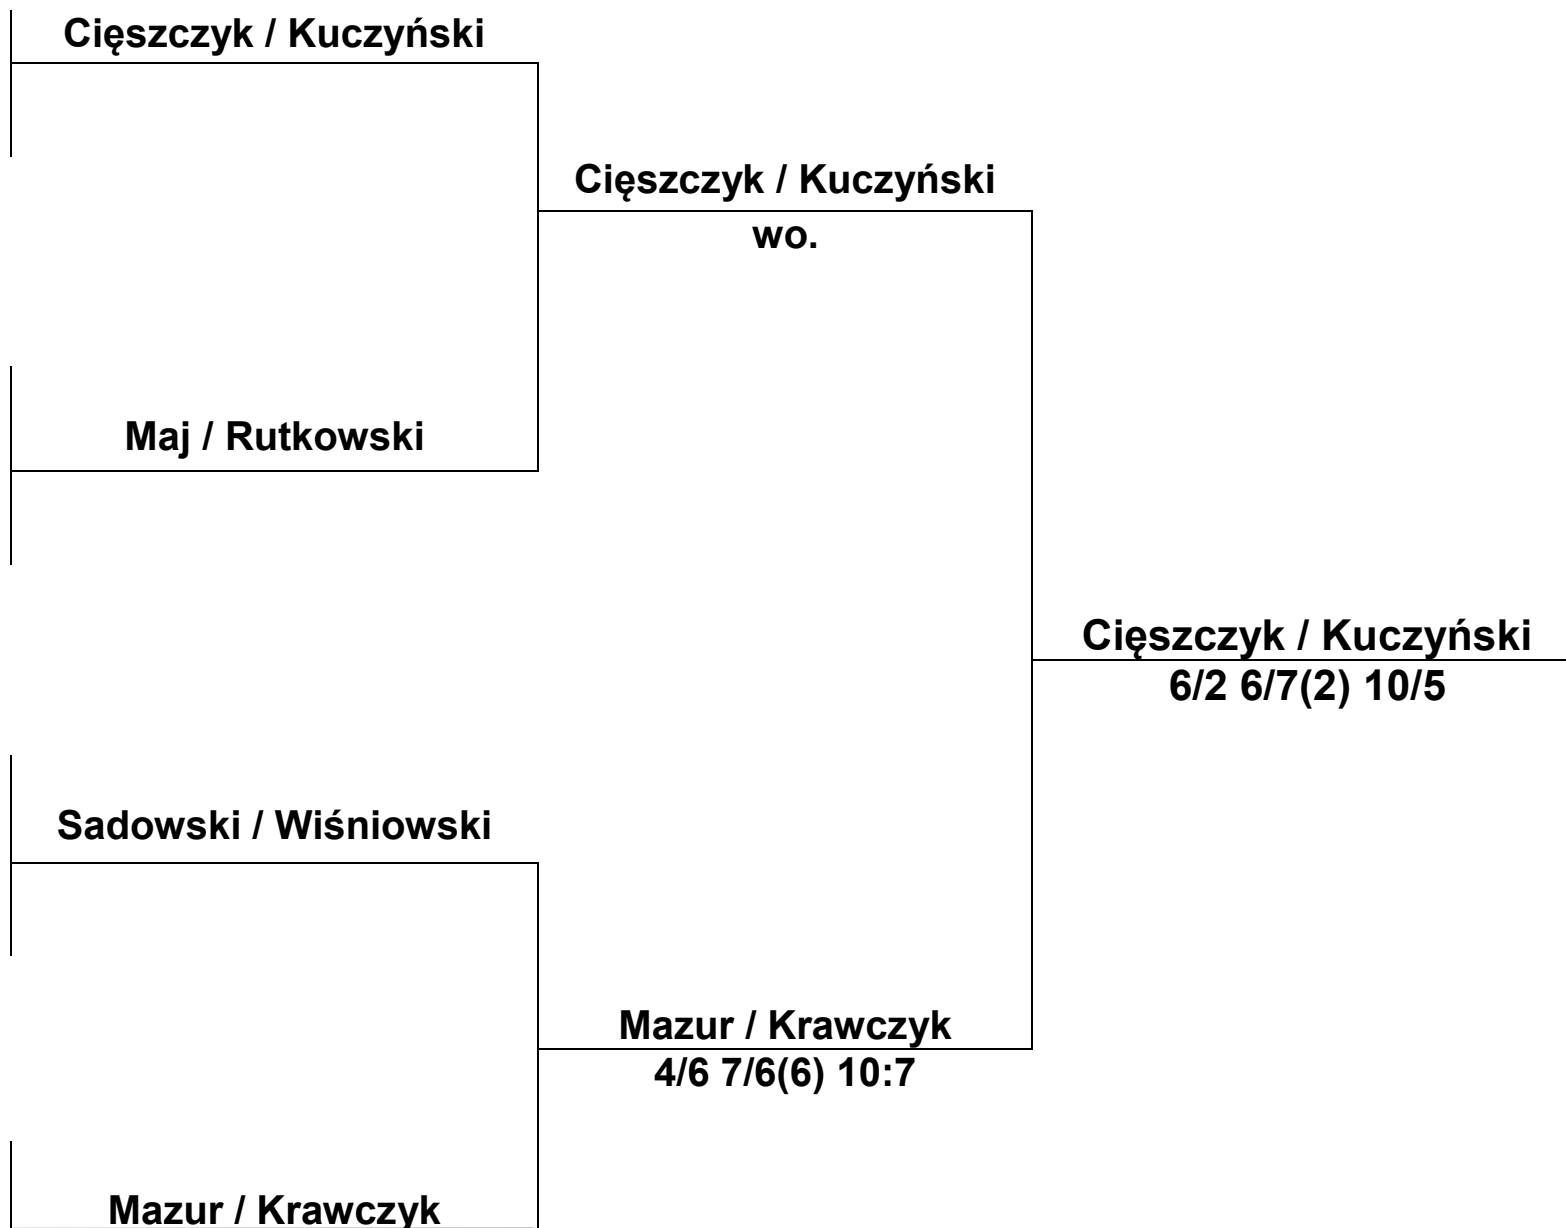 Cięszczyk / Kuczyński
Cięszczyk / Kuczyński
wo.
Maj / Rutkowski
Cięszczyk / Kuczyński
6/2 6/7(2) 10/5
Sadowski / Wiśniowski
Mazur / Krawczyk
4/6 7/6(6) 10:7
Mazur / Krawczyk